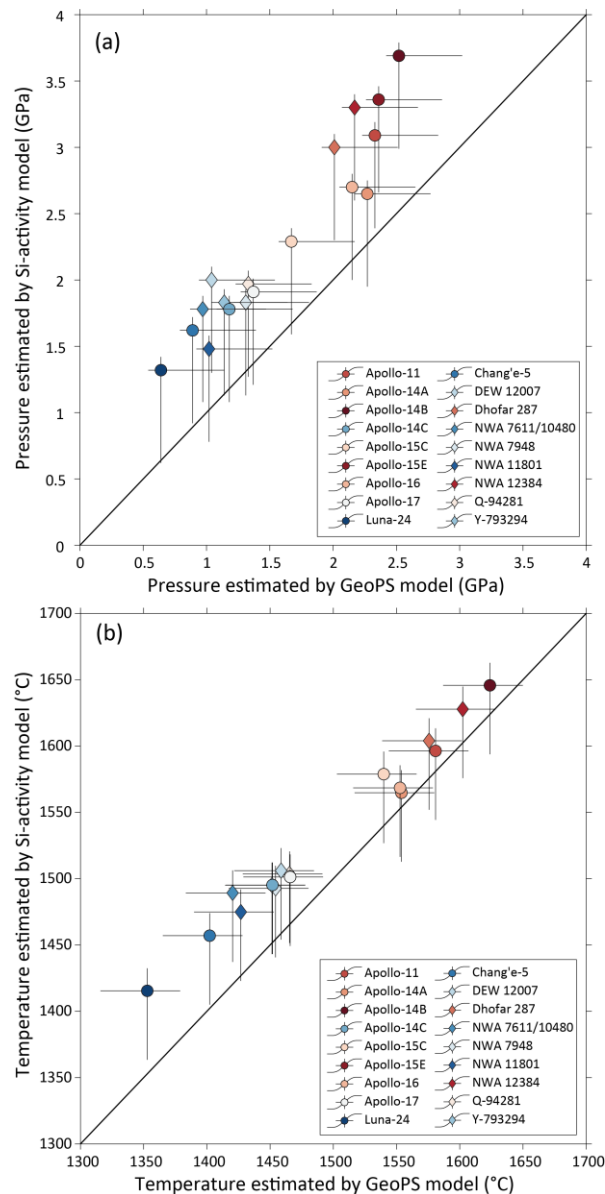 (a)
4
3.5
3
2.5
2
1.5
1
0.5
0
Pressure estimated by Si-activity model (GPa)
Apollo-11
Apollo-14A
Apollo-14B
Apollo-14C
Apollo-15C
Apollo-15E
Apollo-16
Apollo-17
Luna-24
Chang'e-5
DEW 12007
Dhofar 287
NWA 7611/10480
NWA 7948
NWA 11801
NWA 12384
Q-94281
Y-793294
0 0.5 1 1.5 2 2.5 3 3.5 4
Pressure estimated by GeoPS model (GPa)
(b)
1700
1650
1600
1550
1500
1450
1400
1350
1300
Temperature estimated by Si-activity model (°C)
Apollo-11
Apollo-14A
Apollo-14B
Apollo-14C
Apollo-15C
Apollo-15E
Apollo-16
Apollo-17
Luna-24
Chang'e-5
DEW 12007
Dhofar 287
NWA 7611/10480
NWA 7948
NWA 11801
NWA 12384
Q-94281
Y-793294
1300 1350 1400 1450 1500 1550 1600 1650 1700
Temperature estimated by GeoPS model (°C)